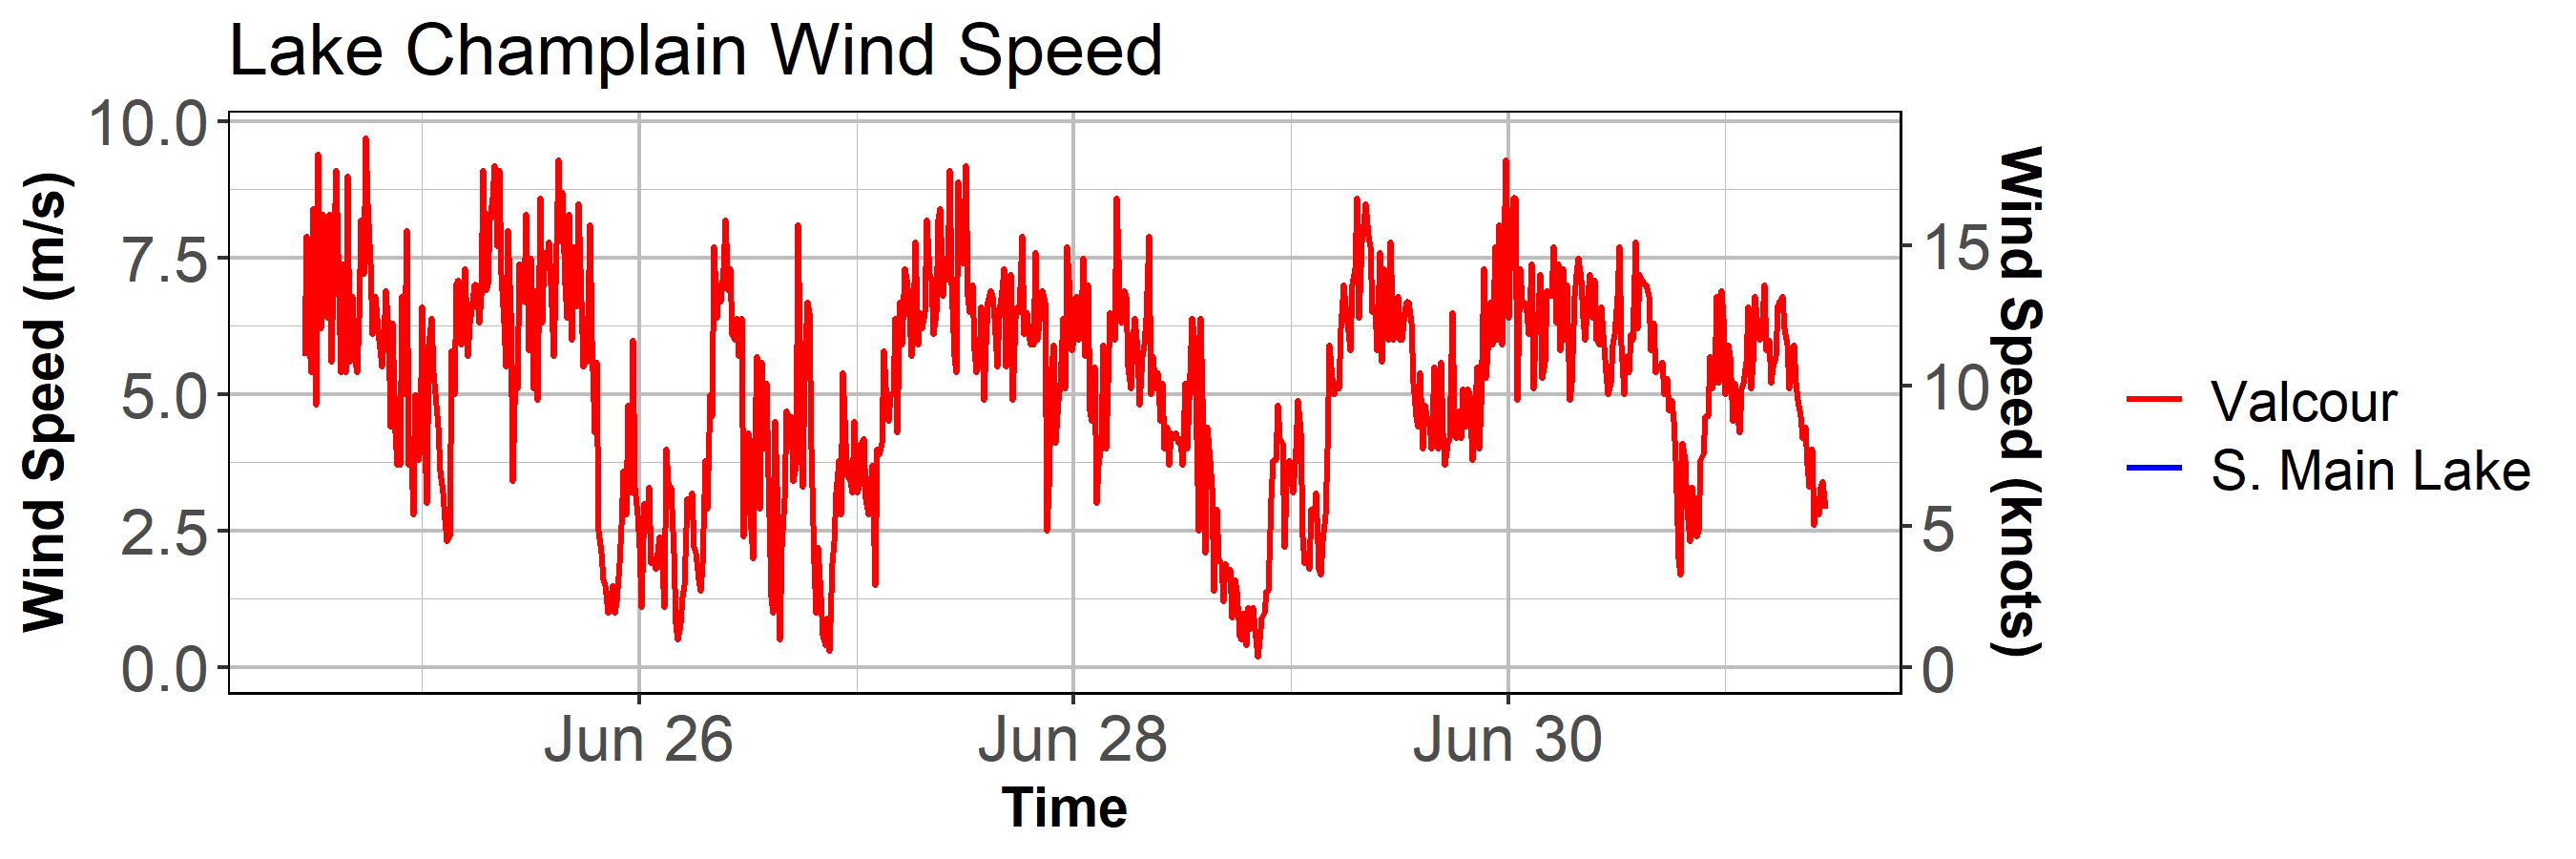 Lake Champlain Wind Speed
Wind Speed (m/s)
10.0
7.5
5.0
2.5
0.0
15
10
5
0
Wind Speed (knots)
Jun 26
Jun 28
Jun 30
Time
Valcour
S. Main Lake